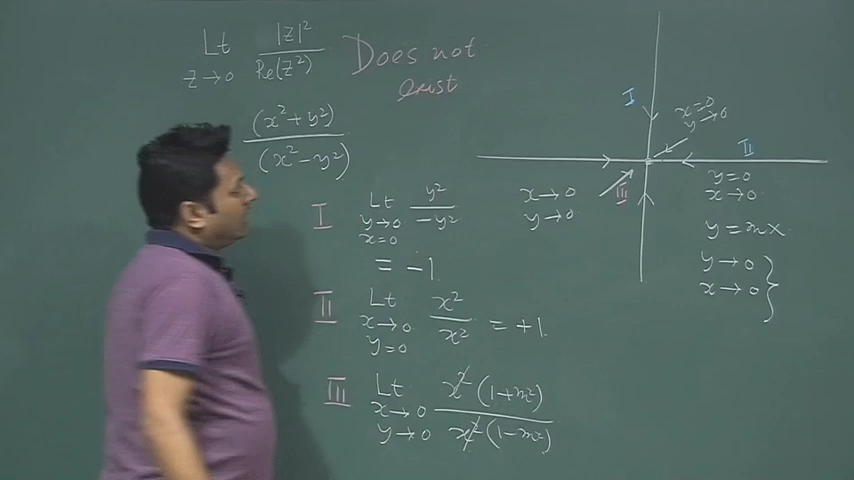 Lt |Z|²
Z→0 Re(Z²)
Does not
exist
(x²+y²)
(x²−y²)
I Lt y²
y→0 −y²
x=0
= −1
II Lt x²
x→0 x² = +1
y=0
III Lt x²(1+m²)
x→0
y→0 x²(1−m²)
I
x=0
y→0
II
y=0
x→0
x→0
y→0
III
y=mx
y→0
x→0 }